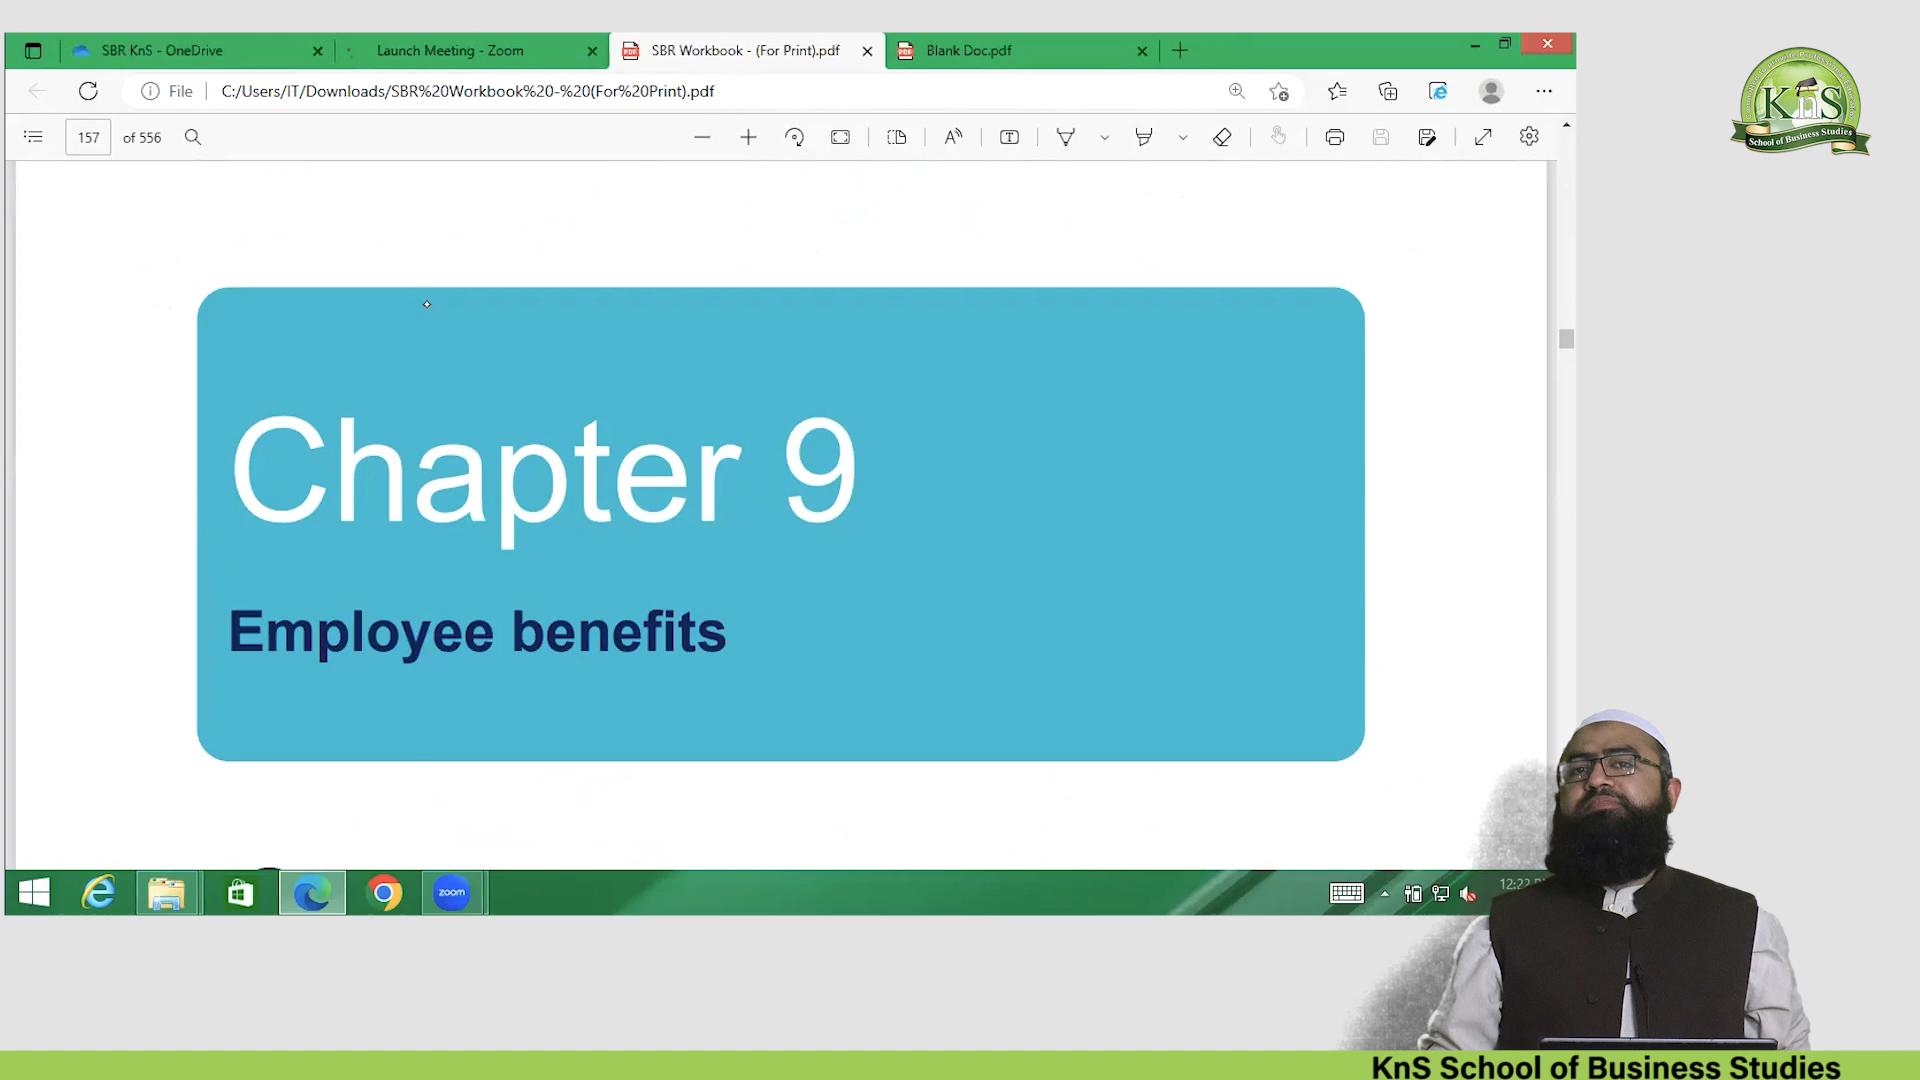 SBR KnS - OneDrive
Launch Meeting - Zoom
SBR Workbook - (For Print).pdf
Blank Doc.pdf
File
C:/Users/IT/Downloads/SBR%20Workbook%20-%20(For%20Print).pdf
157 of 556
KnS
School of Business Studies
Chapter 9
Employee benefits
zoom
12:22
KnS School of Business Studies